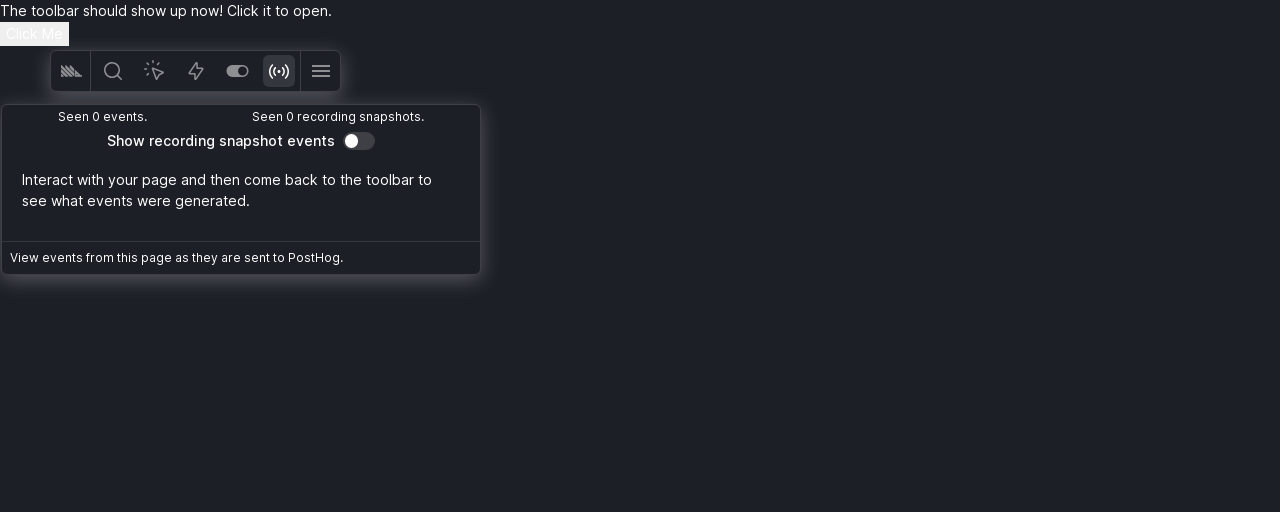 The toolbar should show up now! Click it to open.
Click Me
Seen 0 events. Seen 0 recording snapshots.
Show recording snapshot events
Interact with your page and then come back to the toolbar to
see what events were generated.
View events from this page as they are sent to PostHog.